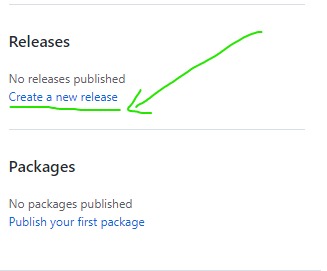 Releases
No releases published
Create a new release
Packages
No packages published
Publish your first package